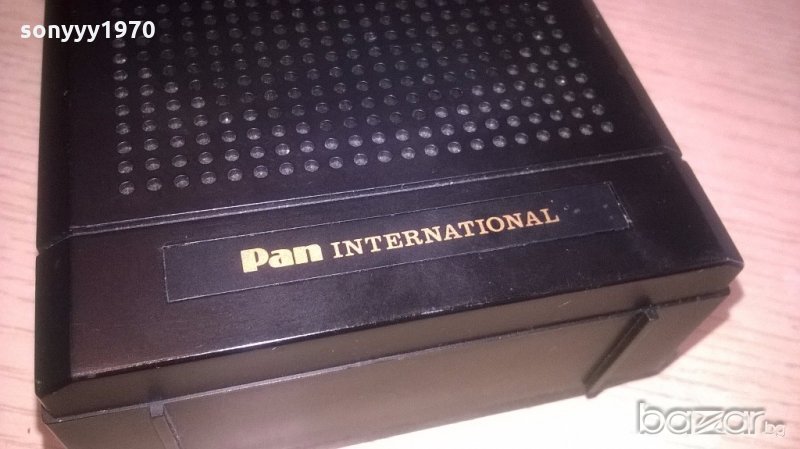 sonyyy1970
Pan INTERNATIONAL
bazar.bg